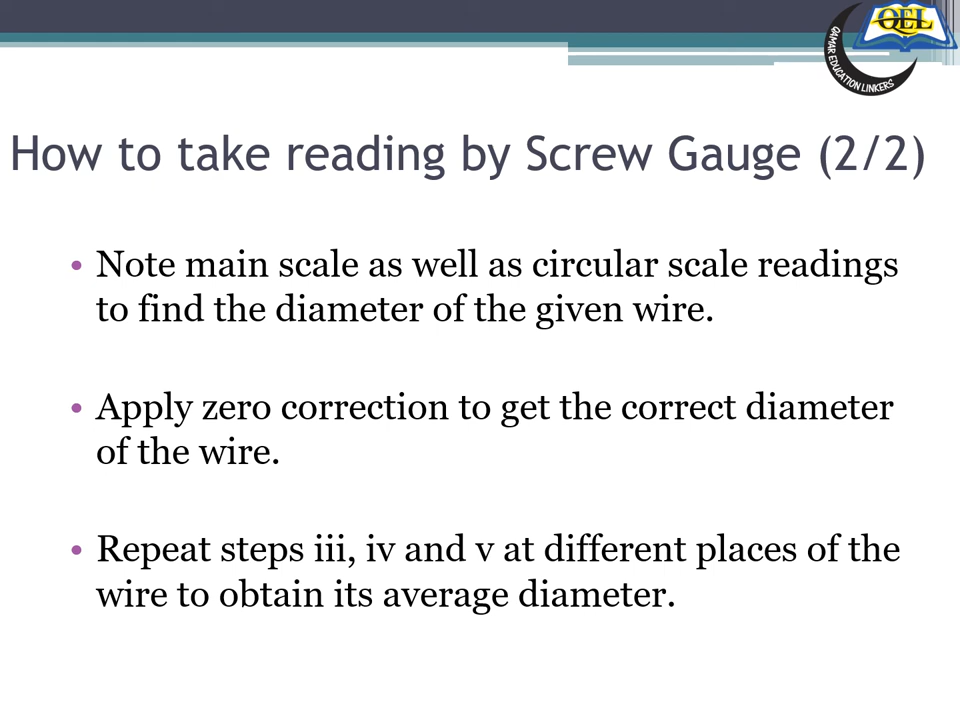 QEL
QAMAR EDUCATION LINKERS
How to take reading by Screw Gauge (2/2)
• Note main scale as well as circular scale readings
to find the diameter of the given wire.
• Apply zero correction to get the correct diameter
of the wire.
• Repeat steps iii, iv and v at different places of the
wire to obtain its average diameter.